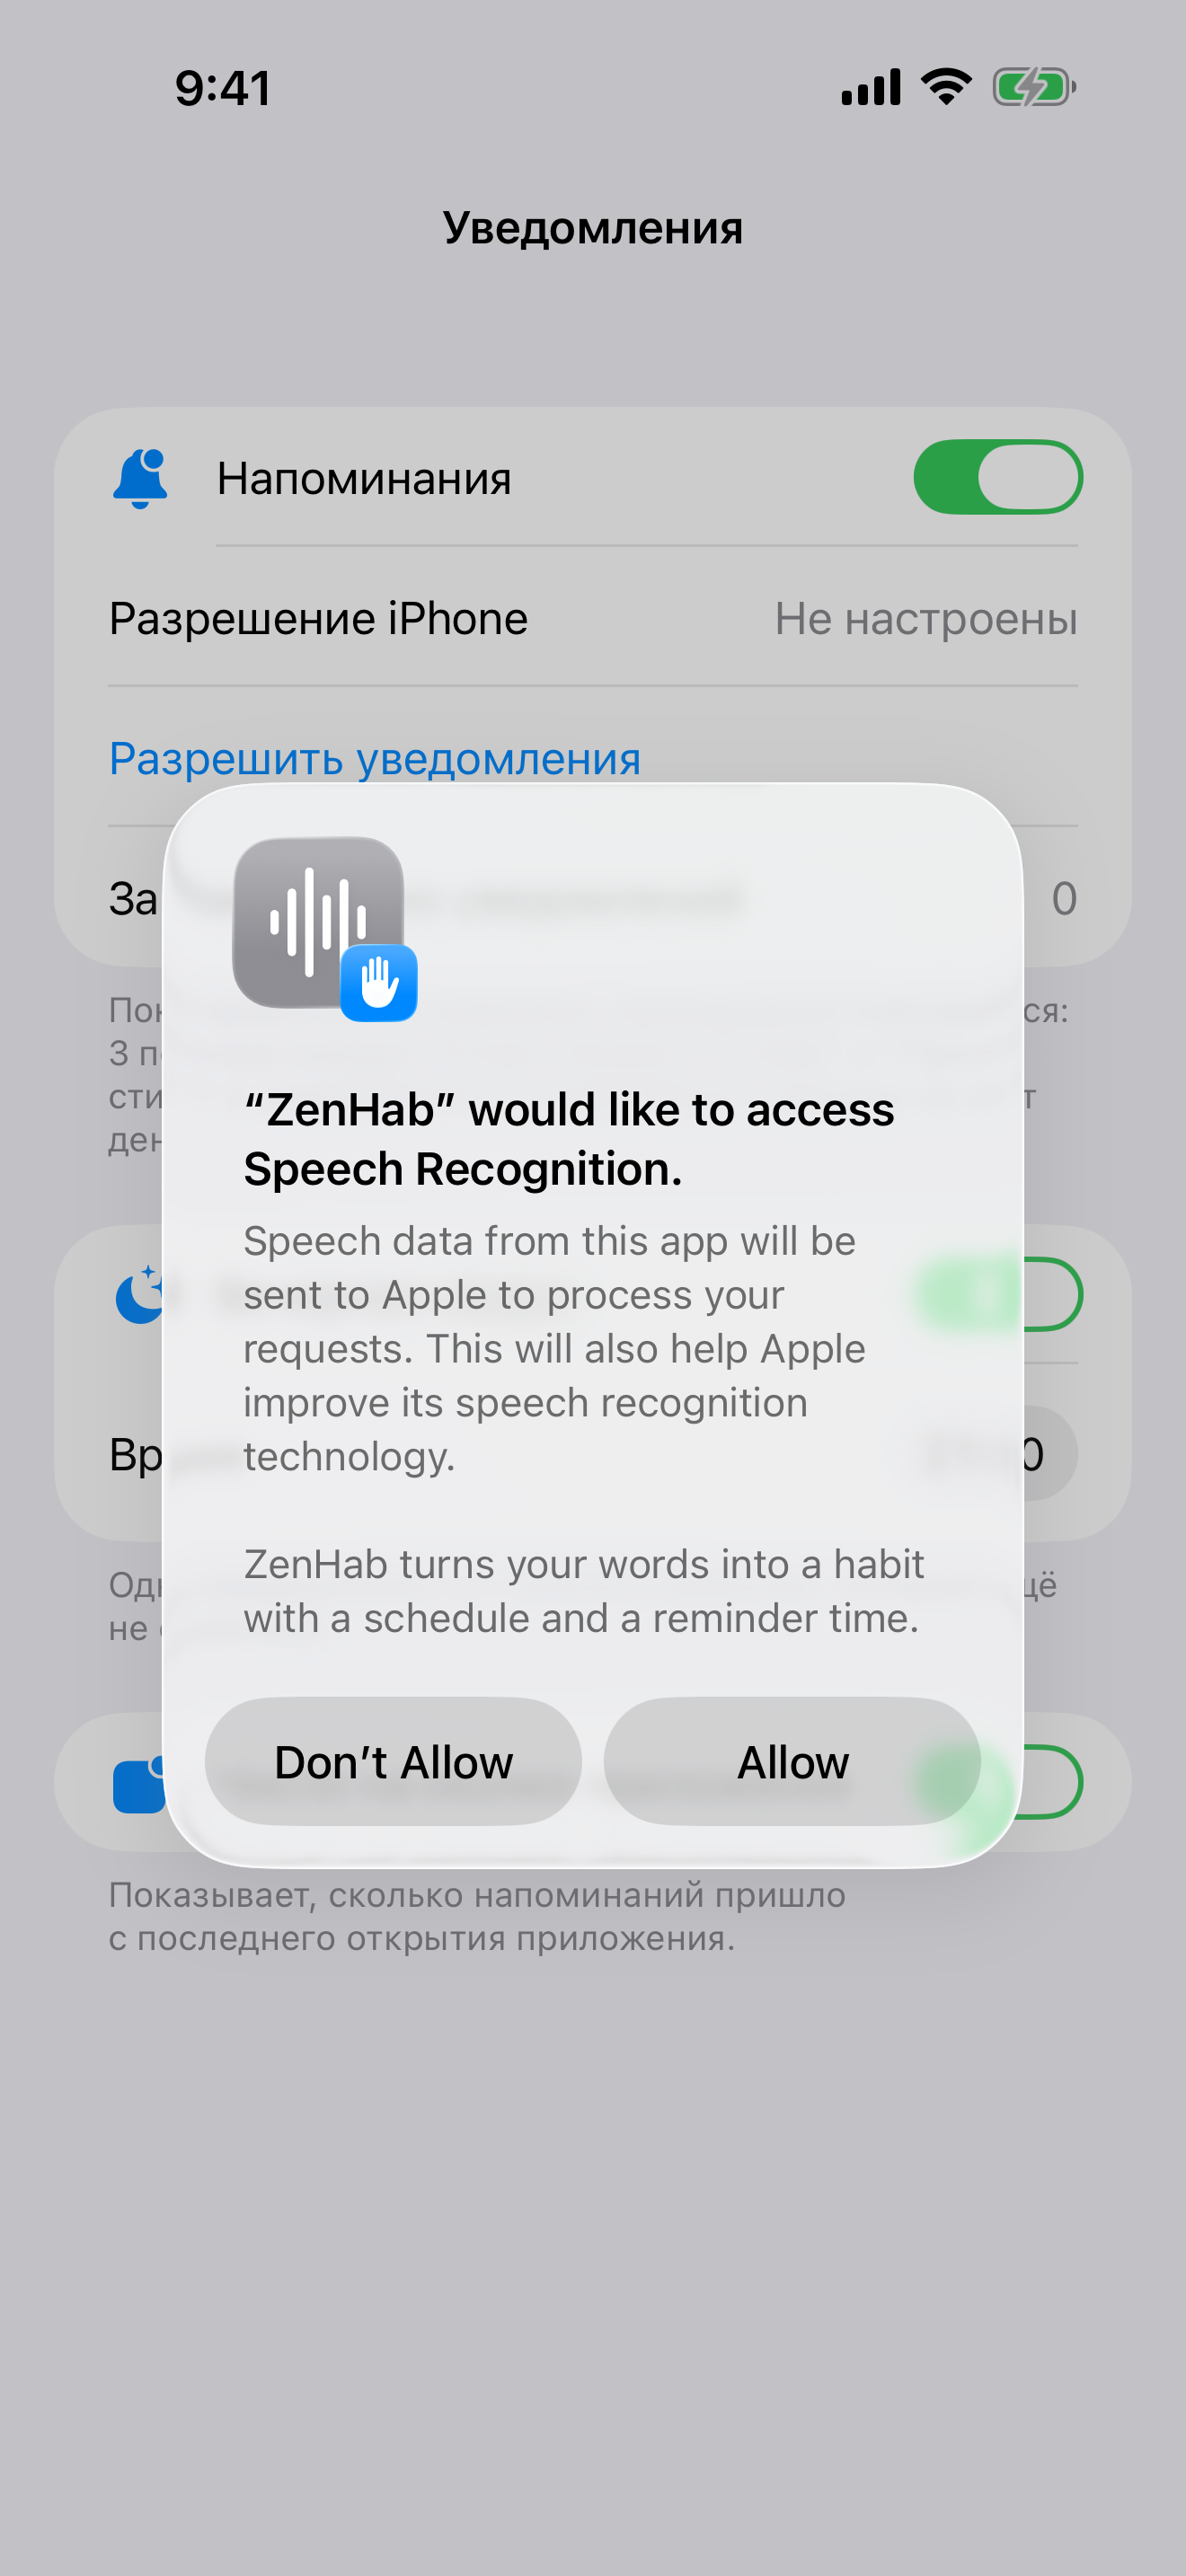 9:41
Уведомления
Напоминания
Разрешение iPhone
Не настроены
Разрешить уведомления
0
“ZenHab” would like to access
Speech Recognition.
Speech data from this app will be
sent to Apple to process your
requests. This will also help Apple
improve its speech recognition
technology.
ZenHab turns your words into a habit
with a schedule and a reminder time.
Don’t Allow
Allow
не
Показывает, сколько напоминаний пришло
с последнего открытия приложения.